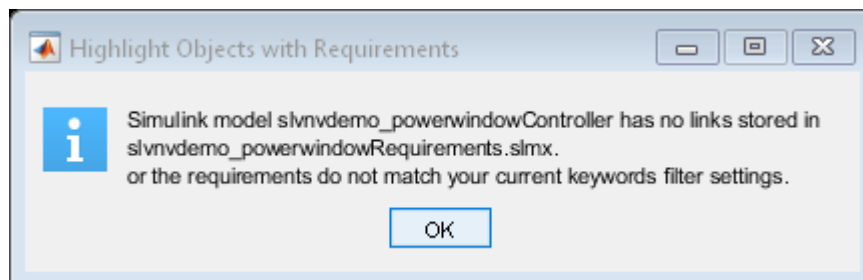 Highlight Objects with Requirements
Simulink model slvnvdemo_powerwindowController has no links stored in
slvnvdemo_powerwindowRequirements.slmx.
or the requirements do not match your current keywords filter settings.
OK